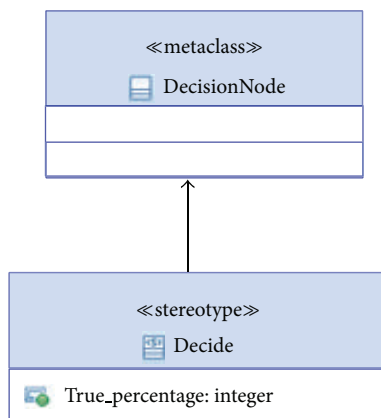 ≪metaclass≫
DecisionNode
≪stereotype≫
Decide
True_percentage: integer